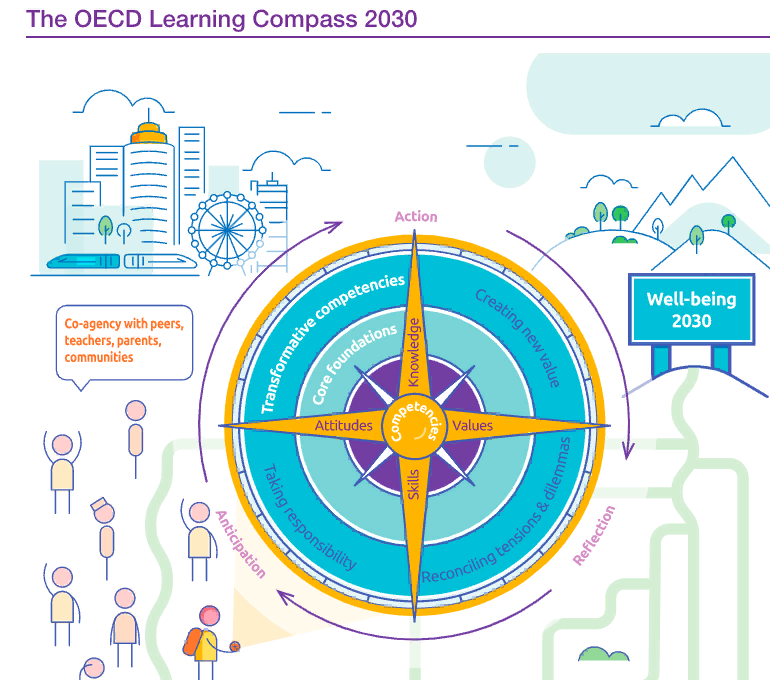 The OECD Learning Compass 2030
Action
Well-being
2030
Co-agency with peers,
teachers, parents,
communities
Transformative competencies
Creating new value
Core foundations
Knowledge
Competencies
Attitudes
Values
Skills
Taking responsibility
Reconciling tensions & dilemmas
Anticipation
Reflection